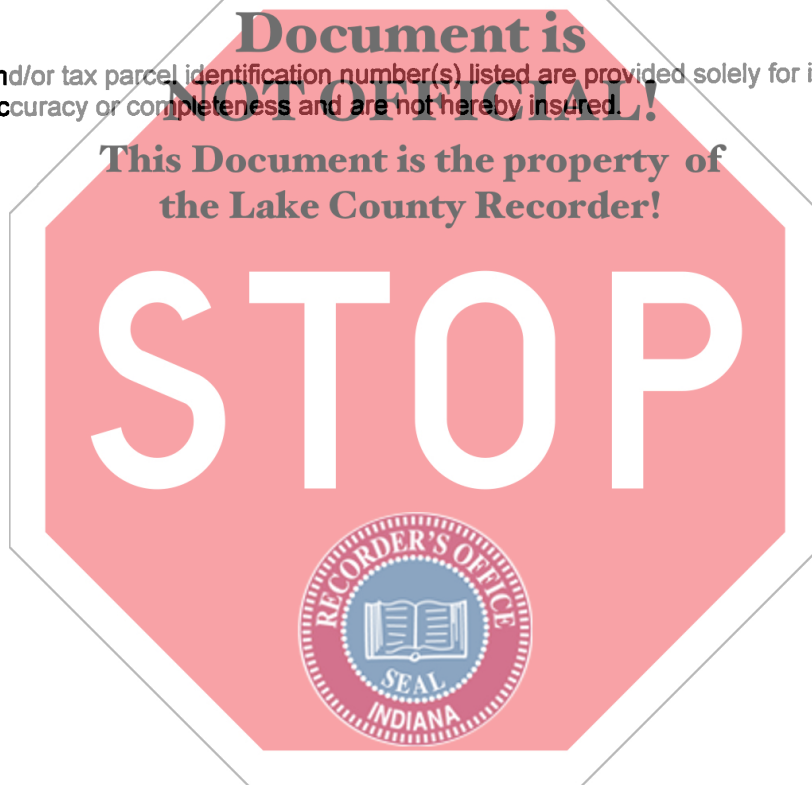 Document is
nd/or tax parcel identification number(s) listed are provided solely for i
NOT OFFICIAL!
ccuracy or completeness and are not hereby insured.
This Document is the property of
the Lake County Recorder!
STOP
RECORDER'S OFFICE
SEAL
INDIANA